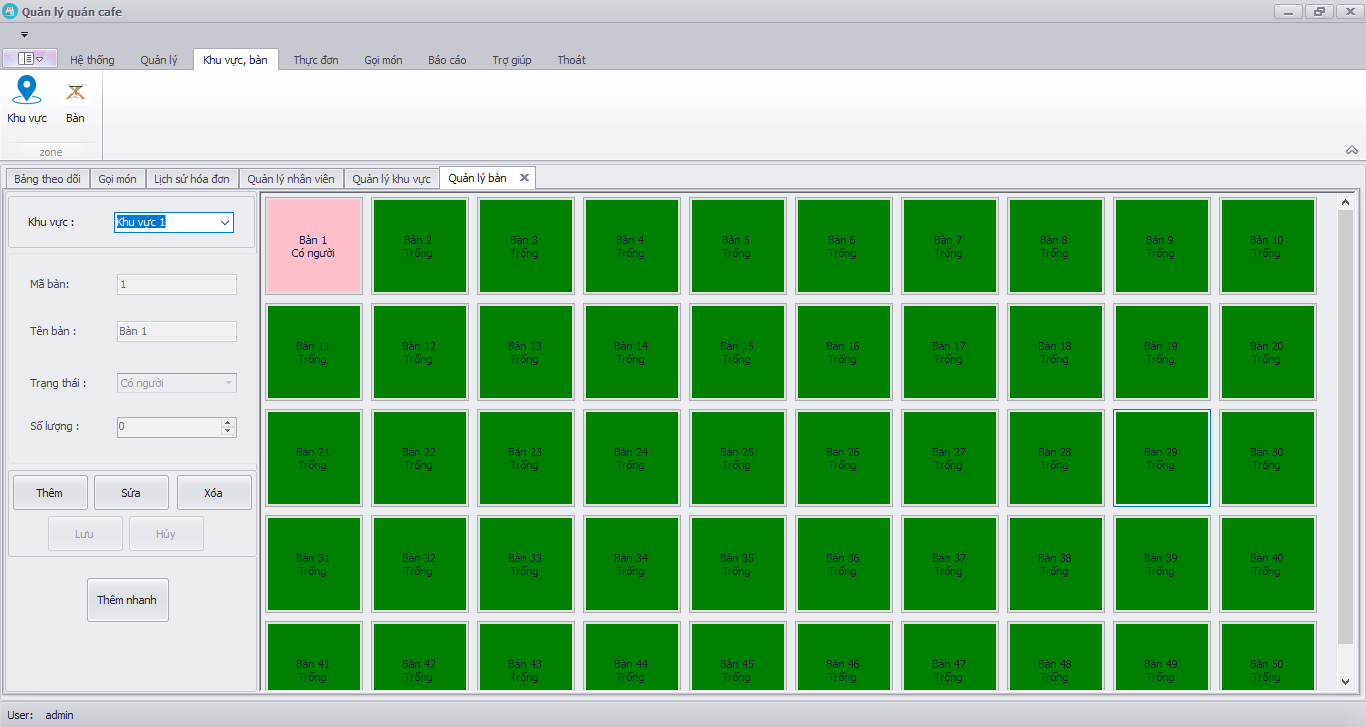 Quản lý quán cafe
Hệ thống Quản lý Khu vực, bàn Thực đơn Gọi món Báo cáo Trợ giúp Thoát
Khu vực Bàn
zone
Bảng theo dõi Gọi món Lịch sử hóa đơn Quản lý nhân viên Quản lý khu vực Quản lý bàn
Khu vực : Khu vực 1
Mã bàn: 1
Tên bàn : Bàn 1
Trạng thái : Có người
Số lượng : 0
Thêm Sửa Xóa
Lưu Hủy
Thêm nhanh
Bàn 1 Bàn 2 Bàn 3 Bàn 4 Bàn 5 Bàn 6 Bàn 7 Bàn 8 Bàn 9 Bàn 10
Có người Trống Trống Trống Trống Trống Trống Trống Trống Trống
Bàn 11 Bàn 12 Bàn 13 Bàn 14 Bàn 15 Bàn 16 Bàn 17 Bàn 18 Bàn 19 Bàn 20
Trống Trống Trống Trống Trống Trống Trống Trống Trống Trống
Bàn 21 Bàn 22 Bàn 23 Bàn 24 Bàn 25 Bàn 26 Bàn 27 Bàn 28 Bàn 29 Bàn 30
Trống Trống Trống Trống Trống Trống Trống Trống Trống Trống
Bàn 31 Bàn 32 Bàn 33 Bàn 34 Bàn 35 Bàn 36 Bàn 37 Bàn 38 Bàn 39 Bàn 40
Trống Trống Trống Trống Trống Trống Trống Trống Trống Trống
Bàn 41 Bàn 42 Bàn 43 Bàn 44 Bàn 45 Bàn 46 Bàn 47 Bàn 48 Bàn 49 Bàn 50
Trống Trống Trống Trống Trống Trống Trống Trống Trống Trống
User: admin